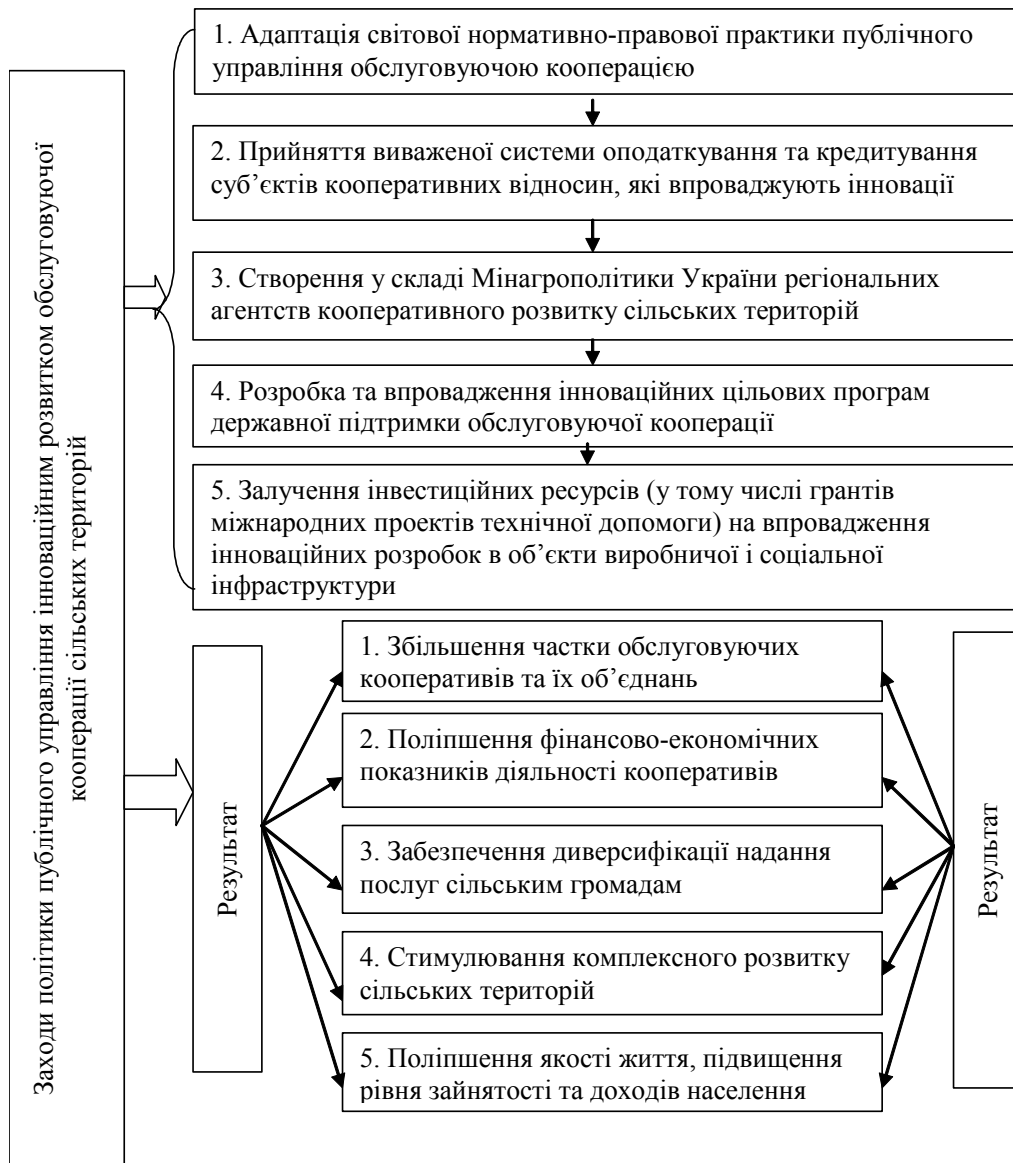 Заходи політики публічного управління інноваційним розвитком обслуговуючої
кооперації сільських територій
1. Адаптація світової нормативно-правової практики публічного
управління обслуговуючою кооперацією
2. Прийняття виваженої системи оподаткування та кредитування
суб’єктів кооперативних відносин, які впроваджують інновації
3. Створення у складі Мінагрополітики України регіональних
агентств кооперативного розвитку сільських територій
4. Розробка та впровадження інноваційних цільових програм
державної підтримки обслуговуючої кооперації
5. Залучення інвестиційних ресурсів (у тому числі грантів
міжнародних проектів технічної допомоги) на впровадження
інноваційних розробок в об’єкти виробничої і соціальної
інфраструктури
Результат
1. Збільшення частки обслуговуючих
кооперативів та їх об’єднань
2. Поліпшення фінансово-економічних
показників діяльності кооперативів
3. Забезпечення диверсифікації надання
послуг сільським громадам
4. Стимулювання комплексного розвитку
сільських територій
5. Поліпшення якості життя, підвищення
рівня зайнятості та доходів населення
Результат